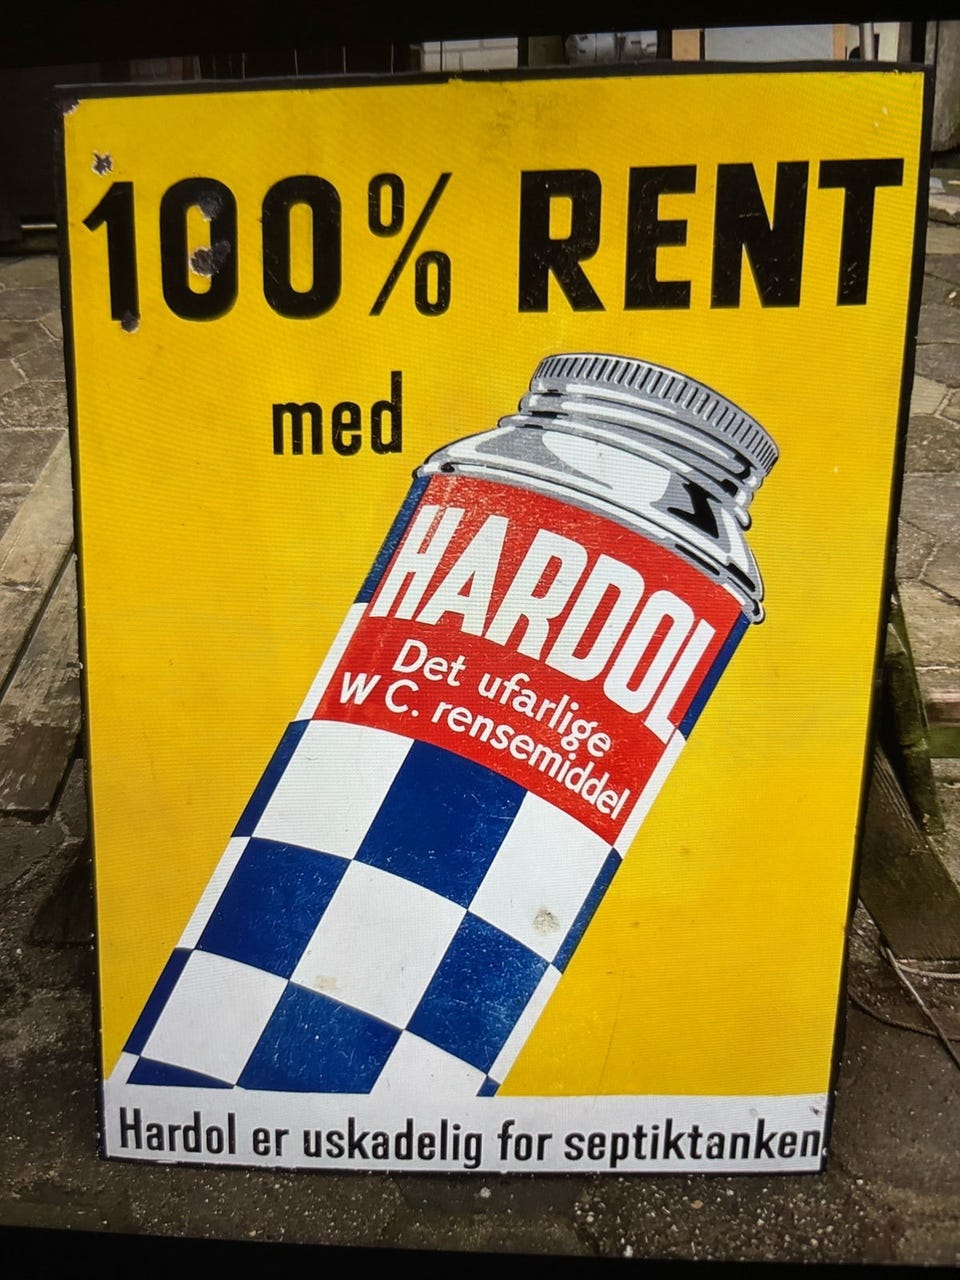 100% RENT
med
HARDOL
Det ufarlige
W C. rensemiddel
Hardol er uskadelig for septiktanken.